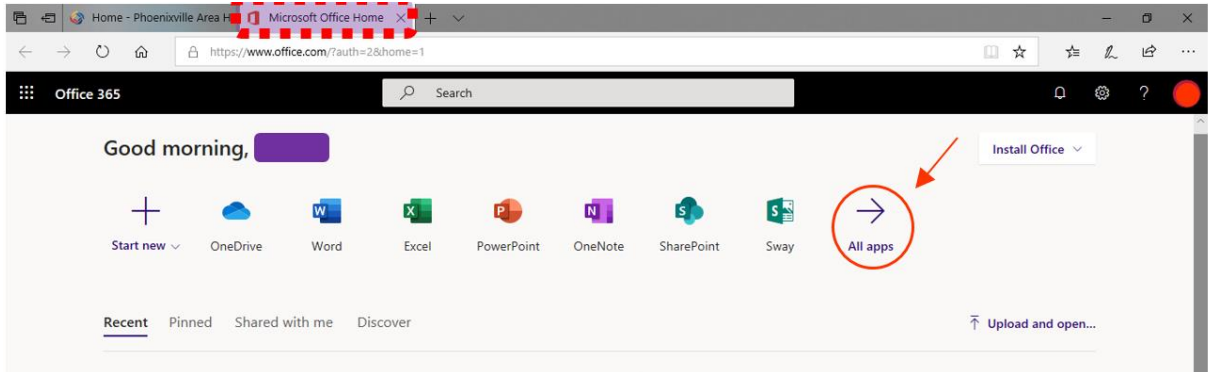 Home - Phoenixville Area H
Microsoft Office Home
https://www.office.com/?auth=2&home=1
Office 365
Search
?
Good morning,
Install Office
Start new
OneDrive
W
Word
X
Excel
P
PowerPoint
N
OneNote
S
SharePoint
S
Sway
All apps
Recent Pinned Shared with me Discover
Upload and open...